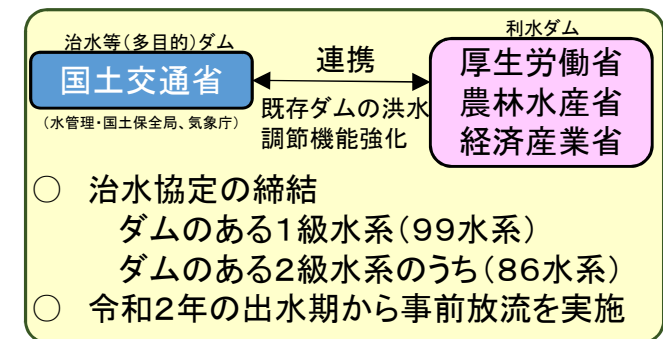 治水等(多目的)ダム
国土交通省
(水管理・国土保全局、気象庁)
連携
既存ダムの洪水
調節機能強化
利水ダム
厚生労働省
農林水産省
経済産業省
○ 治水協定の締結
ダムのある1級水系(99水系)
ダムのある2級水系のうち(86水系)
○ 令和2年の出水期から事前放流を実施